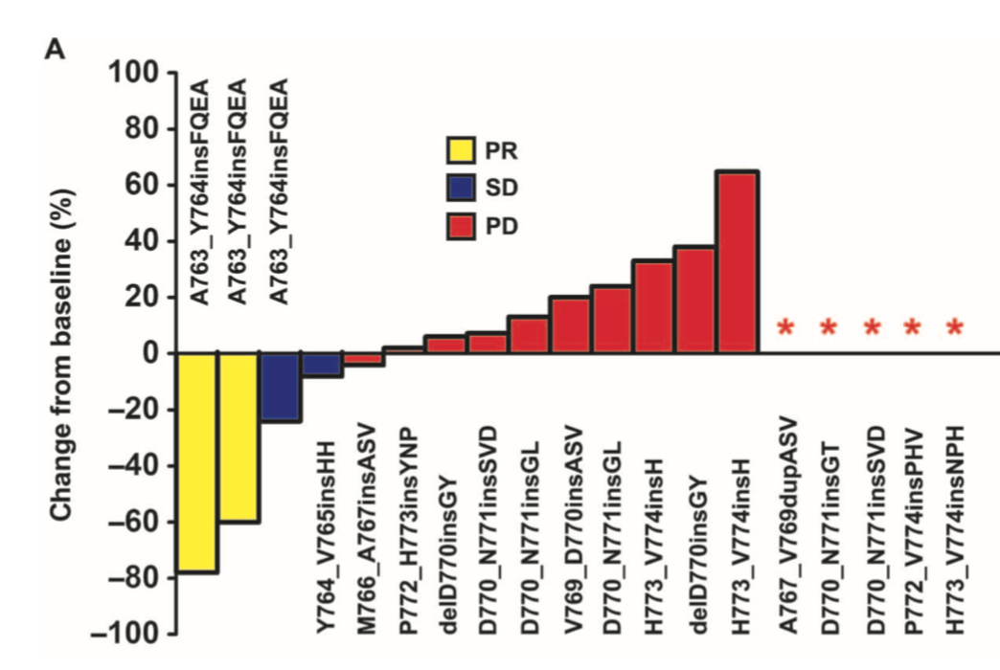 A
Change from baseline (%)
100
80
60
40
20
0
–20
–40
–60
–80
–100
A763_Y764insFQEA
A763_Y764insFQEA
A763_Y764insFQEA
PR
SD
PD
* * * * *
Y764_V765insHH
M766_A767insASV
P772_H773insYNP
delD770insGY
D770_N771insSVD
D770_N771insGL
V769_D770insASV
D770_N771insGL
H773_V774insH
delD770insGY
H773_V774insH
A767_V769dupASV
D770_N771insGT
D770_N771insSVD
P772_V774insPHV
H773_V774insNPH